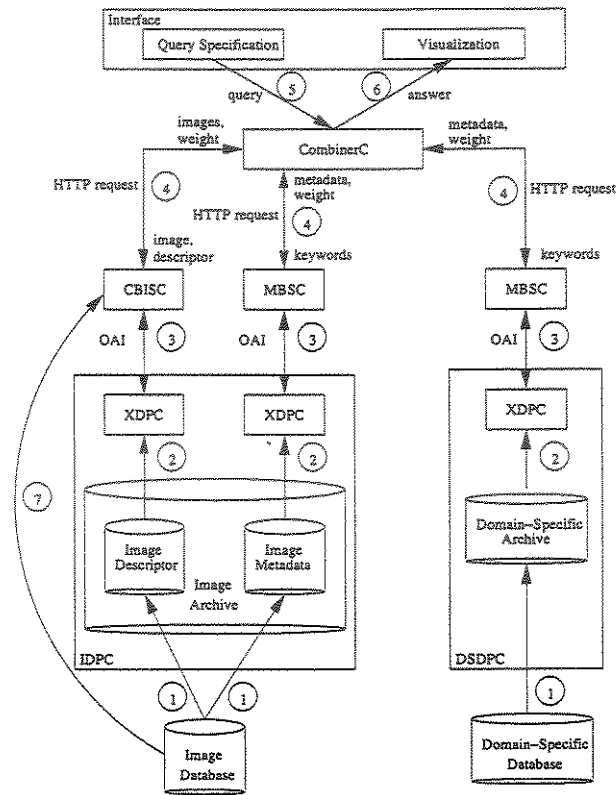 Interface
Query Specification
Visualization
5
6
query
answer
images,
weight
CombinerC
metadata,
weight
HTTP request
4
metadata,
weight
HTTP request
4
4
HTTP request
image,
descriptor
keywords
keywords
CBISC
MBSC
MBSC
OAI
3
OAI
3
OAI
3
XDPC
XDPC
XDPC
2
2
2
7
Image
Descriptor
Image
Metadata
Image
Archive
Domain-Specific
Archive
IDPC
DSDPC
1
1
1
Image
Database
Domain-Specific
Database